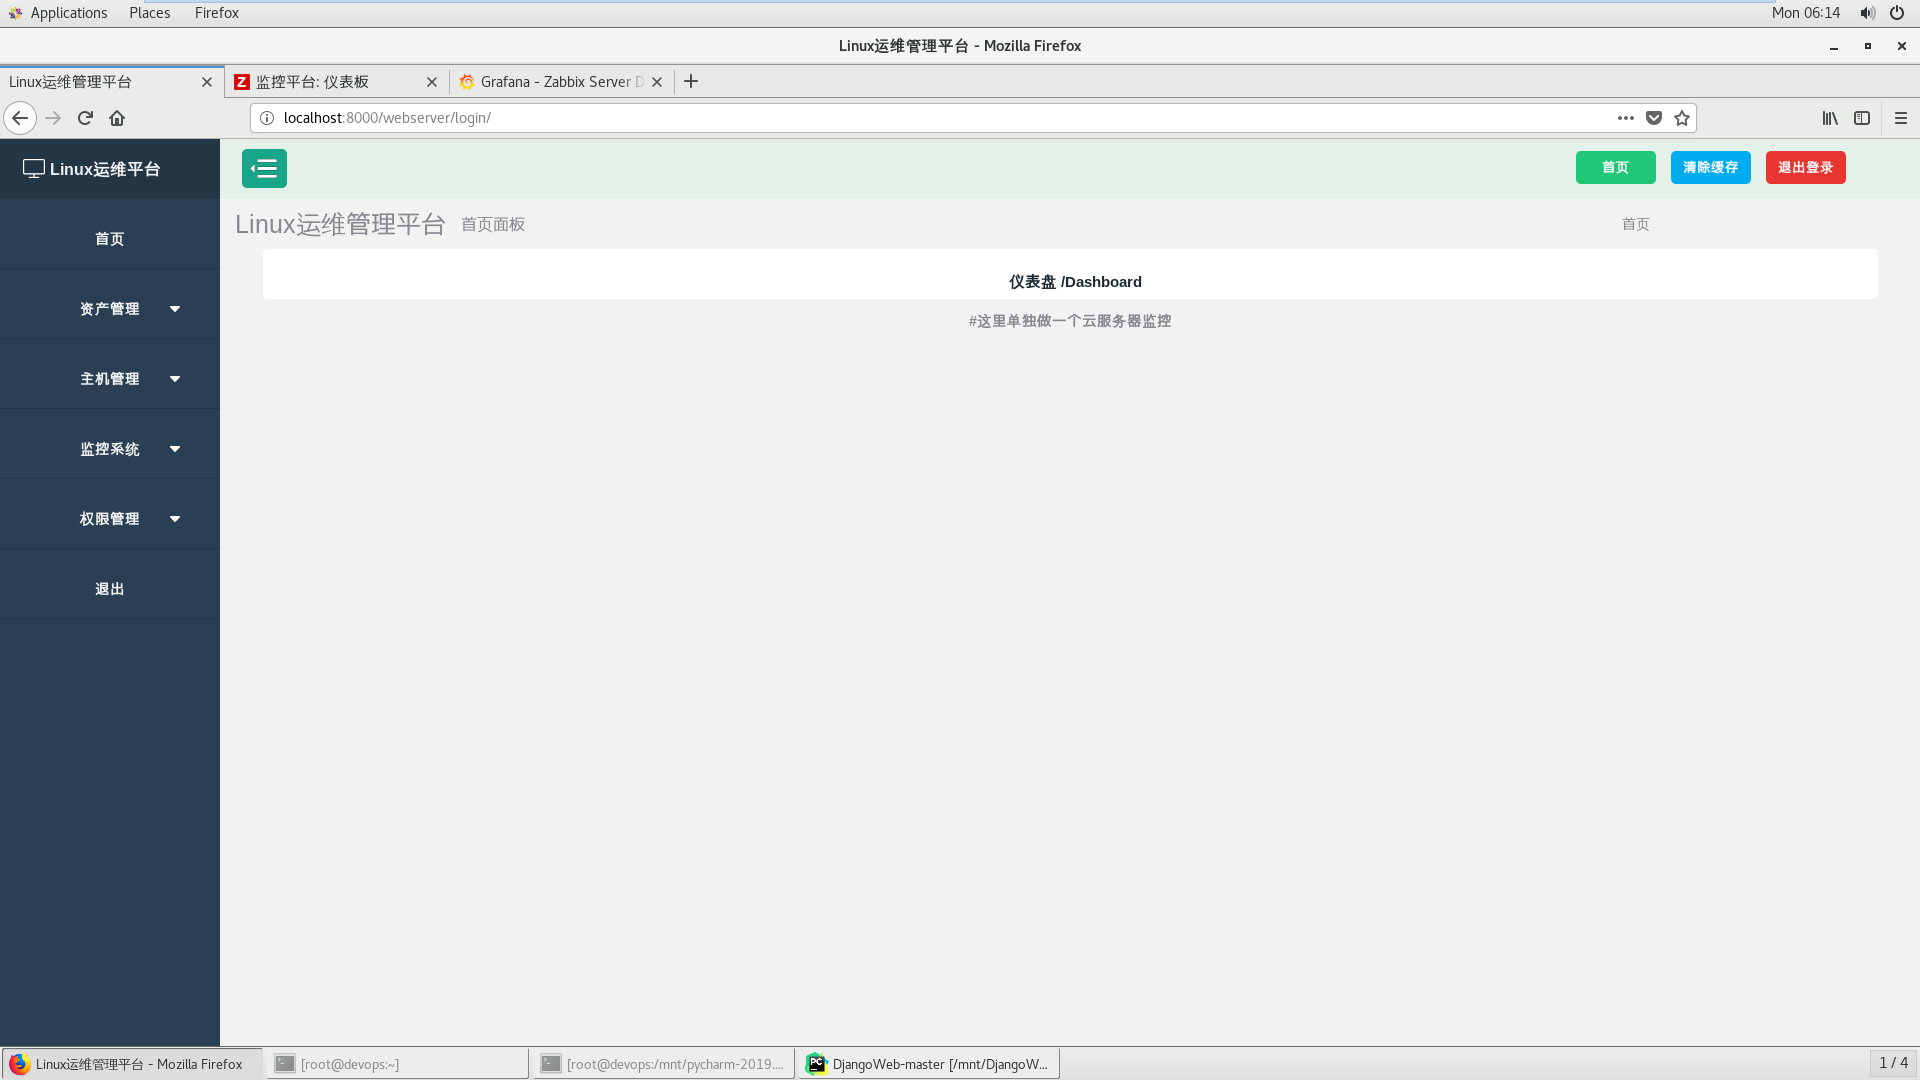 Applications Places Firefox Mon 06:14
Linux运维管理平台 - Mozilla Firefox
Linux运维管理平台 监控平台: 仪表板 Grafana - Zabbix Server D
localhost:8000/webserver/login/
Linux运维平台
首页 清除缓存 退出登录
Linux运维管理平台 首页面板 首页
仪表盘 /Dashboard
#这里单独做一个云服务器监控
首页
资产管理
主机管理
监控系统
权限管理
退出
Linux运维管理平台 - Mozilla Firefox [root@devops:~] [root@devops:/mnt/pycharm-2019.... DjangoWeb-master [/mnt/DjangoW... 1 / 4